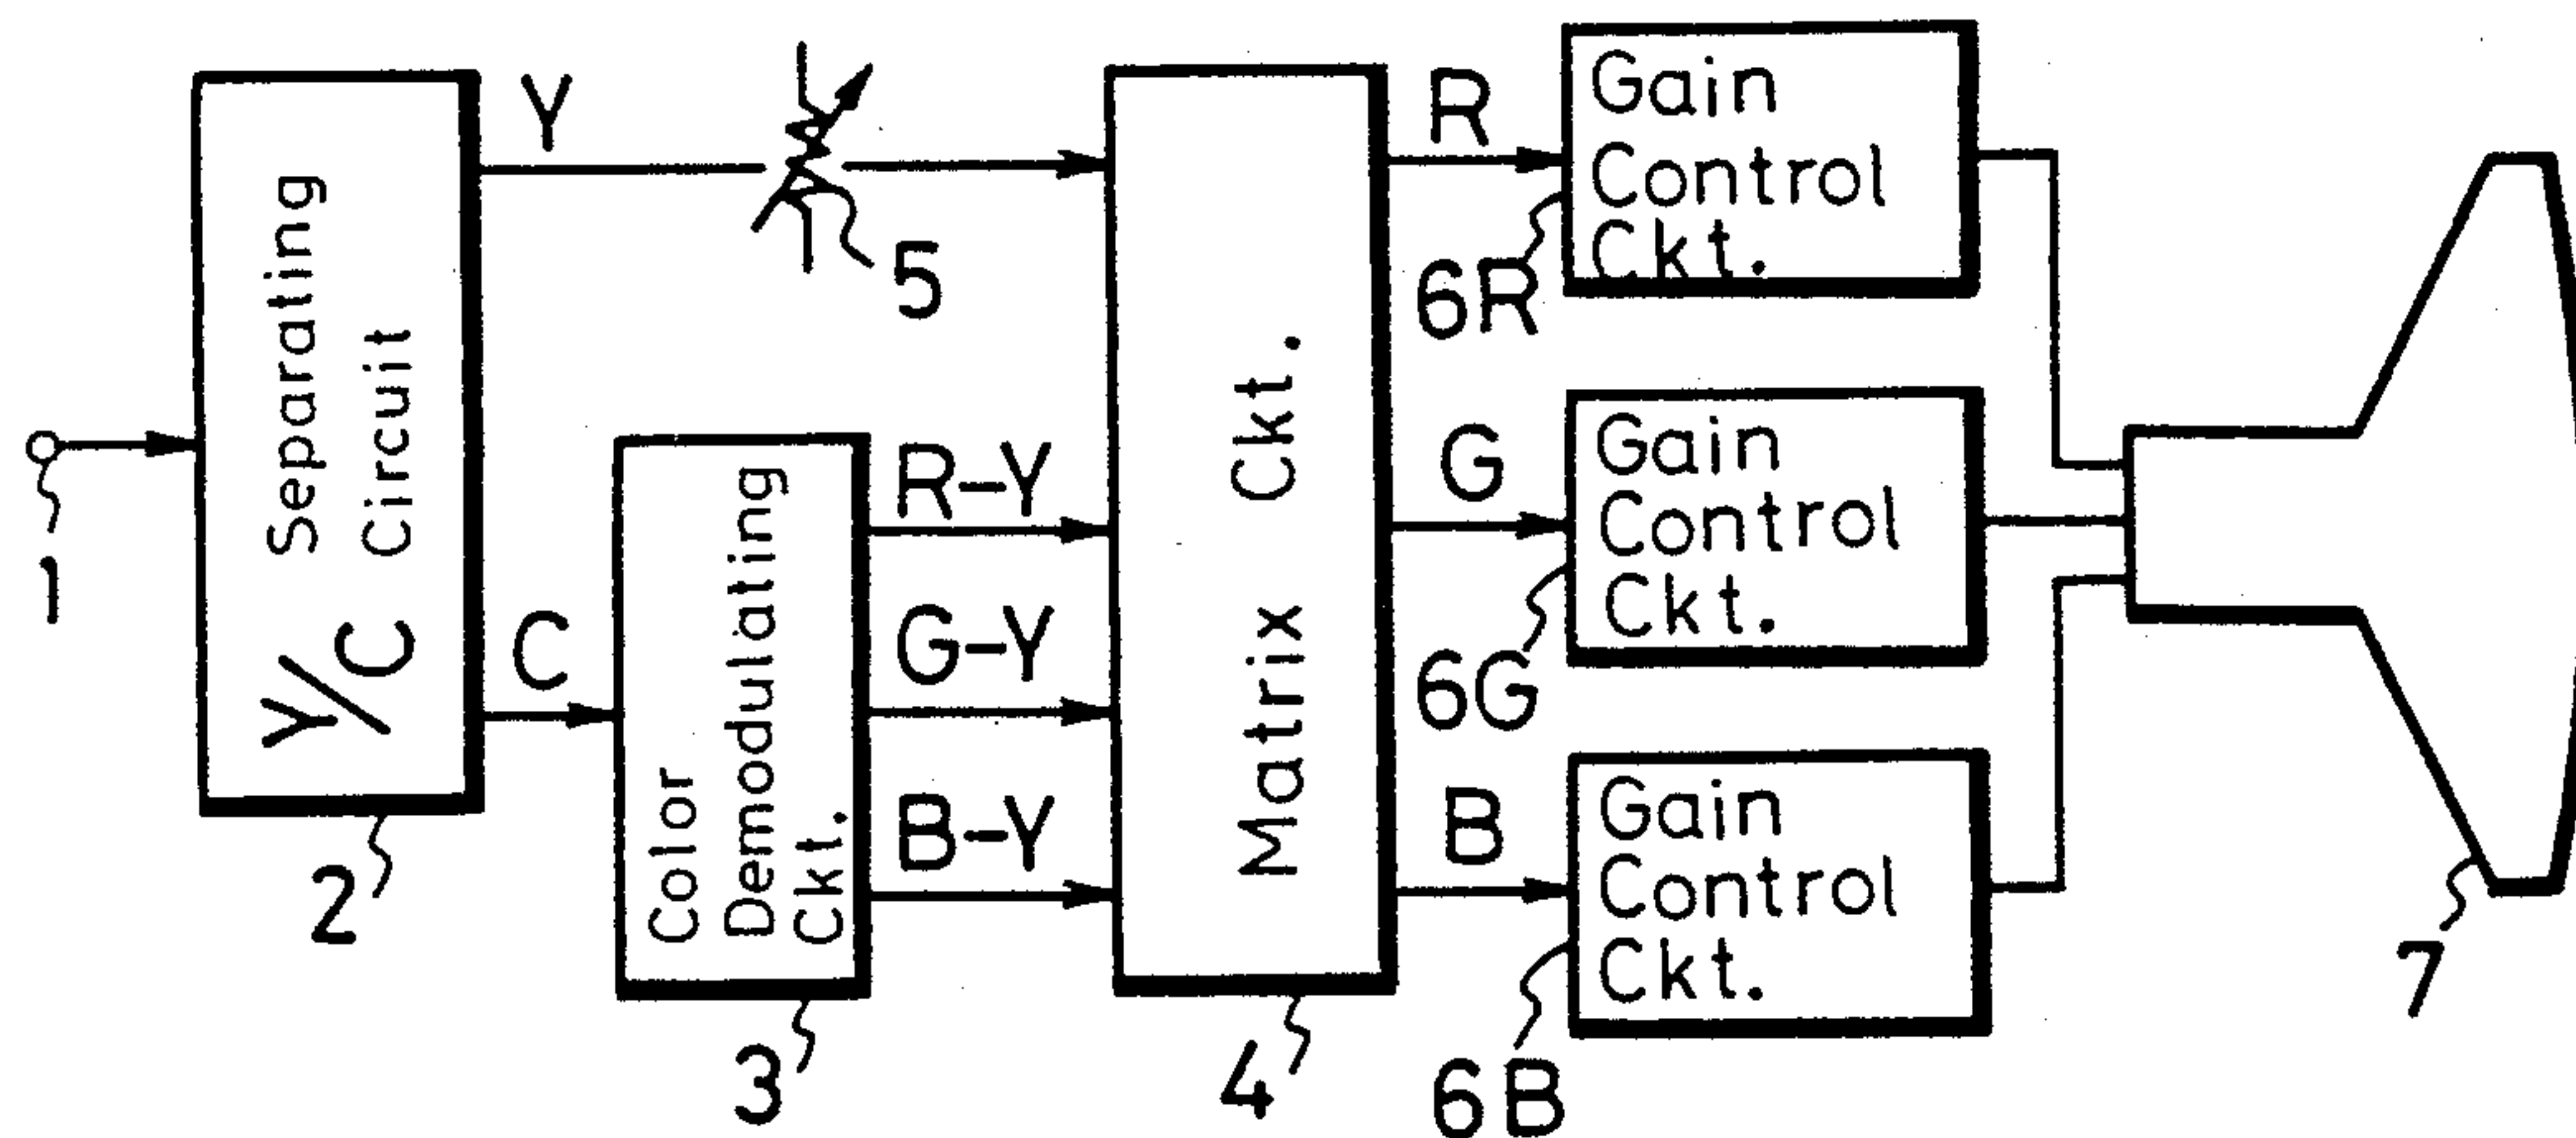 1
Y/C Separating
Circuit
2
Y
C
5
Color
Demodulating
Ckt.
3
R-Y
G-Y
B-Y
Matrix Ckt.
4
R
G
B
Gain
Control
Ckt.
6R
Gain
Control
Ckt.
6G
Gain
Control
Ckt.
6B
7